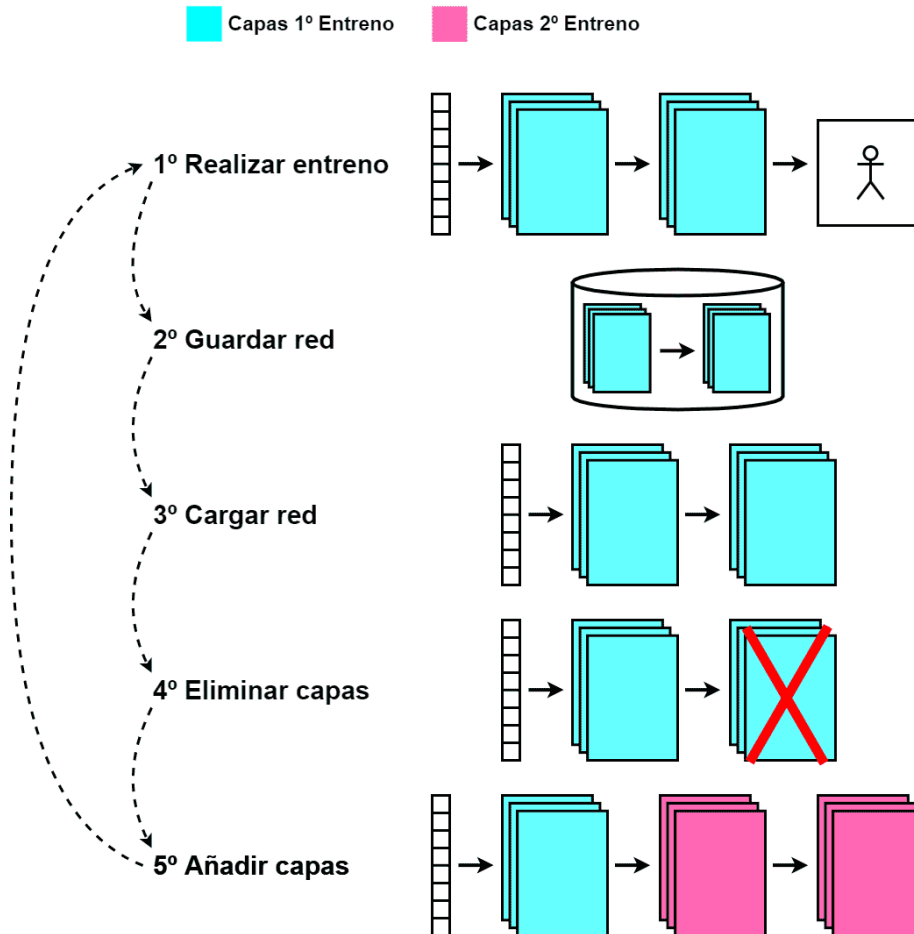 Capas 1º Entreno
Capas 2º Entreno
1º Realizar entreno
2º Guardar red
3º Cargar red
4º Eliminar capas
5º Añadir capas